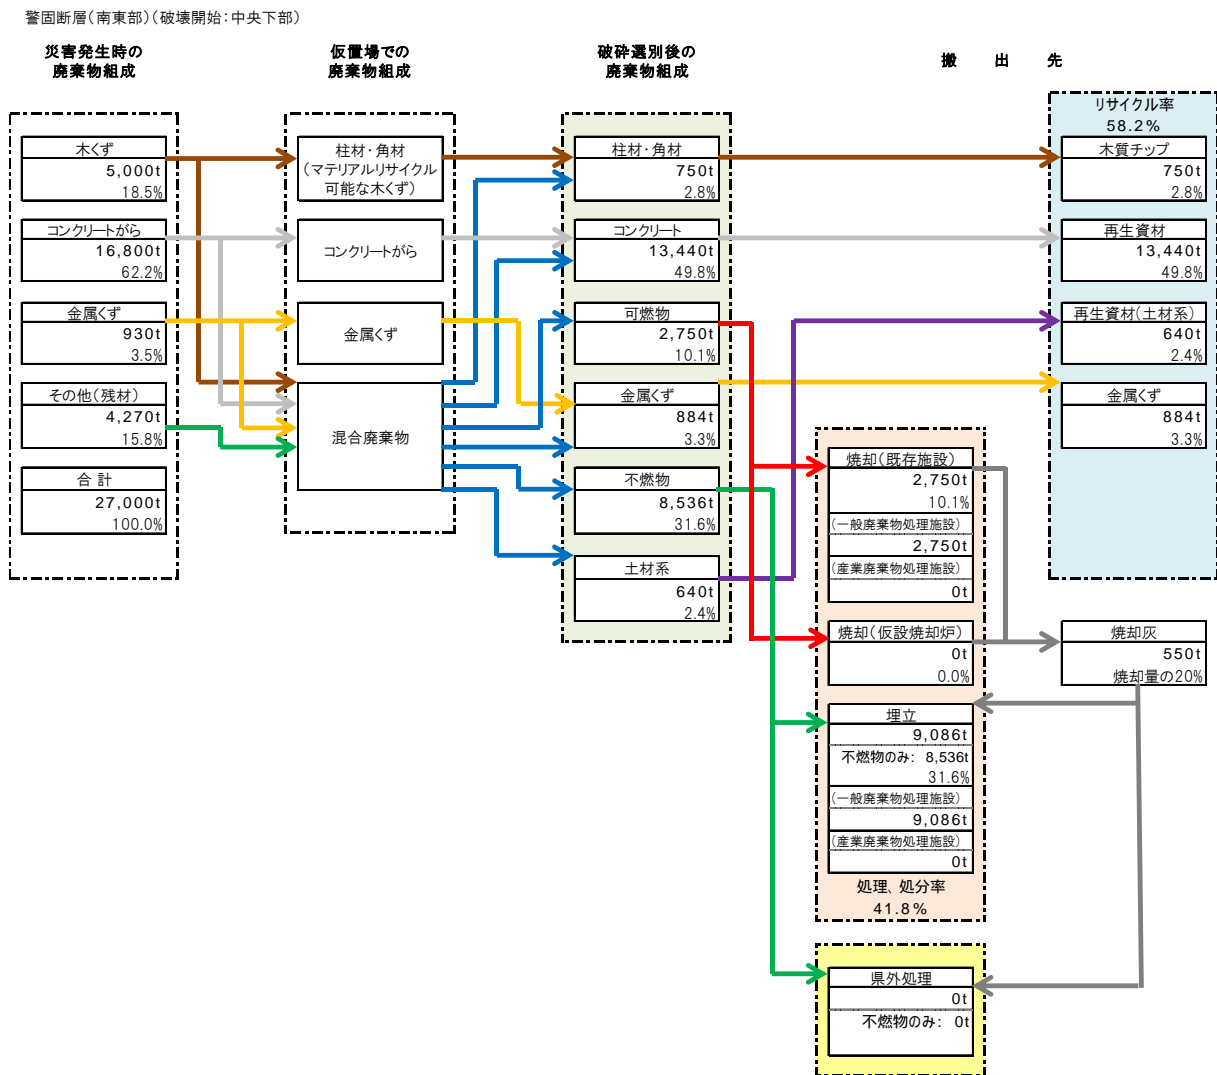 警固断層(南東部)(破壊開始:中央下部)
災害発生時の
廃棄物組成
仮置場での
廃棄物組成
破砕選別後の
廃棄物組成
搬 出 先
木くず
5,000t
18.5%
コンクリートがら
16,800t
62.2%
金属くず
930t
3.5%
その他(残材)
4,270t
15.8%
合 計
27,000t
100.0%
柱材・角材
(マテリアルリサイクル
可能な木くず)
コンクリートがら
金属くず
混合廃棄物
柱材・角材
750t
2.8%
コンクリート
13,440t
49.8%
可燃物
2,750t
10.1%
金属くず
884t
3.3%
不燃物
8,536t
31.6%
土材系
640t
2.4%
焼却(既存施設)
2,750t
10.1%
(一般廃棄物処理施設)
2,750t
(産業廃棄物処理施設)
0t
焼却(仮設焼却炉)
0t
0.0%
埋立
9,086t
不燃物のみ: 8,536t
31.6%
(一般廃棄物処理施設)
9,086t
(産業廃棄物処理施設)
0t
処理、処分率
41.8%
県外処理
0t
不燃物のみ: 0t
リサイクル率
58.2%
木質チップ
750t
2.8%
再生資材
13,440t
49.8%
再生資材(土材系)
640t
2.4%
金属くず
884t
3.3%
焼却灰
550t
焼却量の20%